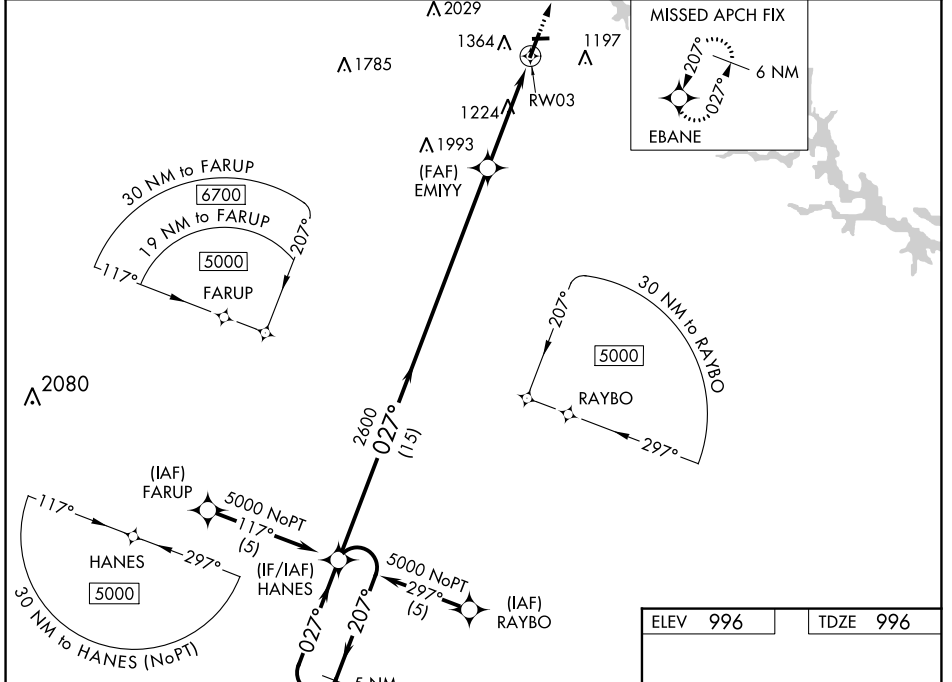 2029
1364
1197
1785
RW03
1224
1993
(FAF)
EMIYY
MISSED APCH FIX
207°
027°
6 NM
EBANE
30 NM to FARUP
6700
19 NM to FARUP
5000
207°
117°
FARUP
30 NM to RAYBO
207°
5000
RAYBO
297°
2080
2600
027°
(15)
(IAF)
FARUP
5000 NoPT
117°
(5)
(IF/IAF)
HANES
5000 NoPT
297°
(5)
(IAF)
RAYBO
117°
HANES
297°
5000
30 NM to HANES (NoPT)
027°
207°
5 NM
ELEV 996
TDZE 996